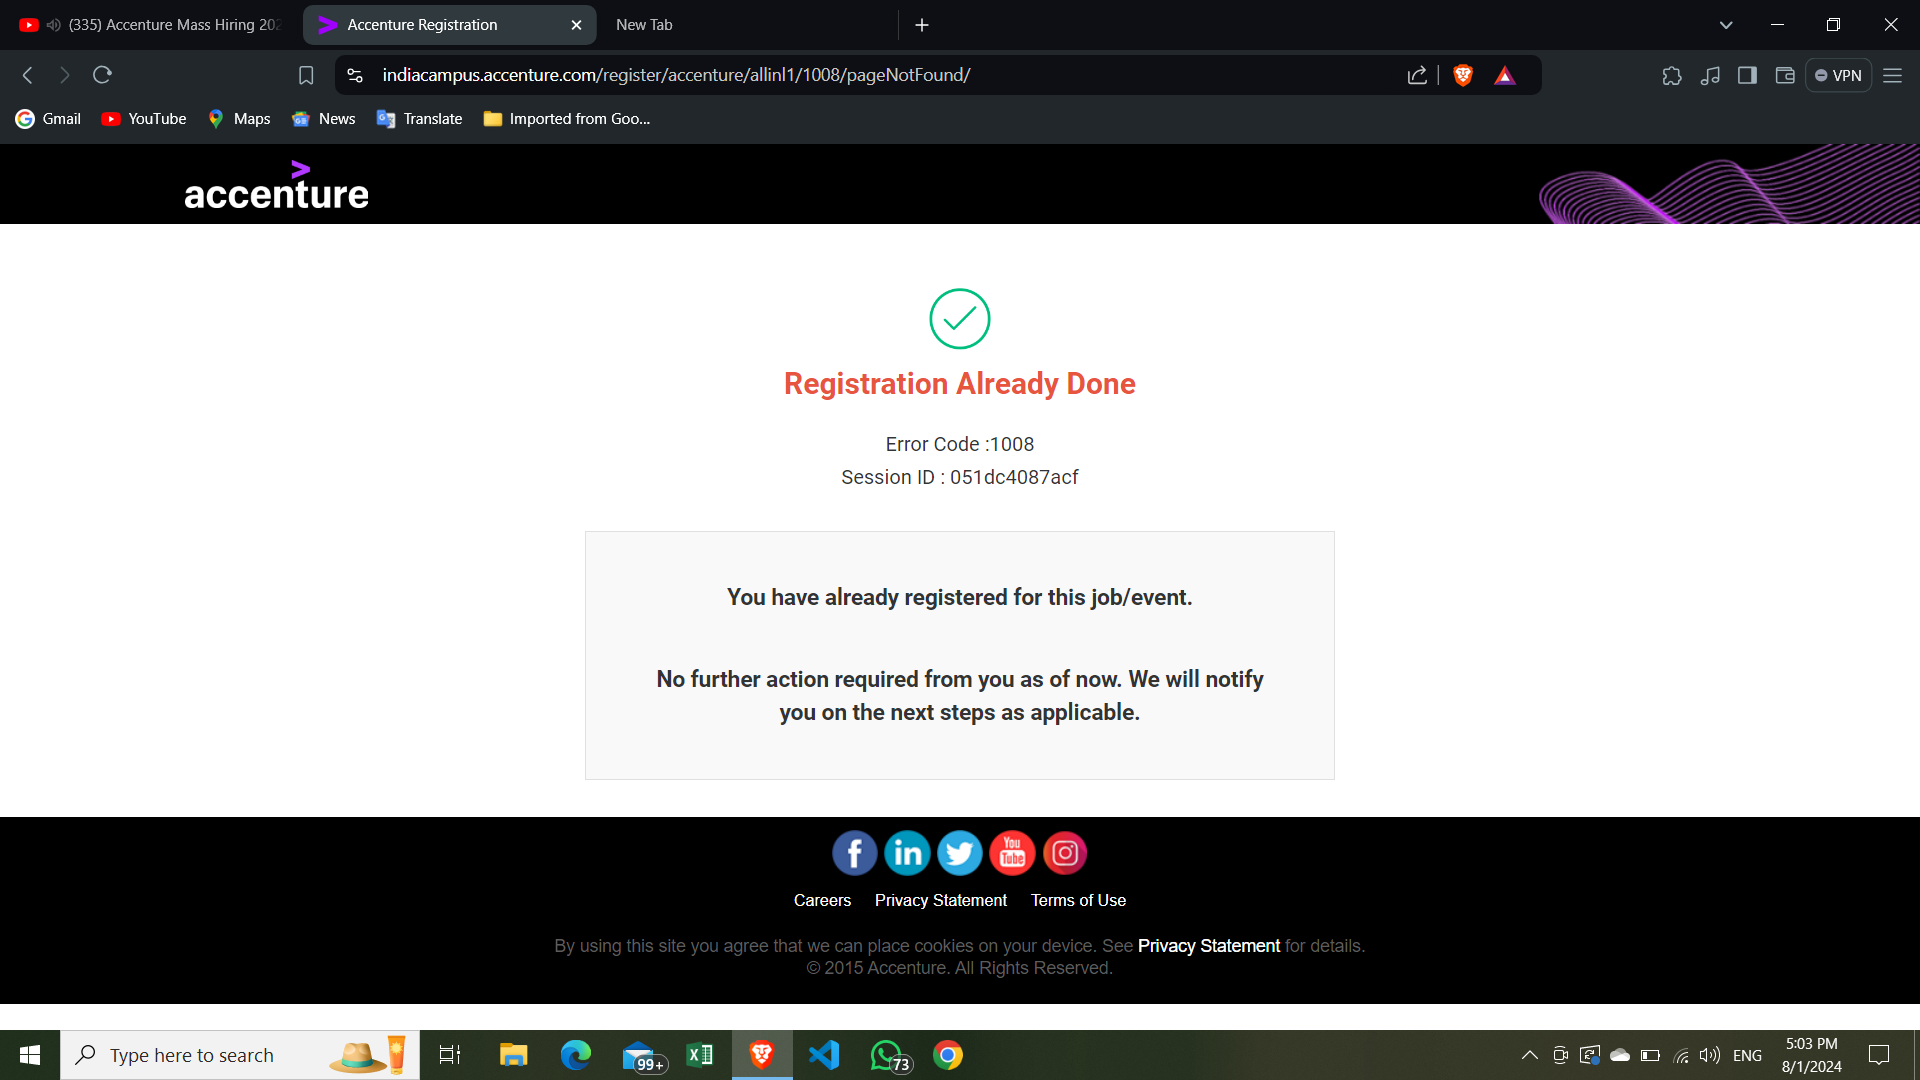 (335) Accenture Mass Hiring 202
Accenture Registration
New Tab
indiacampus.accenture.com/register/accenture/allinl1/1008/pageNotFound/
VPN
Gmail
YouTube
Maps
News
Translate
Imported from Goo...
accenture
Registration Already Done
Error Code :1008
Session ID : 051dc4087acf
You have already registered for this job/event.
No further action required from you as of now. We will notify
you on the next steps as applicable.
You
Tube
Careers
Privacy Statement
Terms of Use
By using this site you agree that we can place cookies on your device. See Privacy Statement for details.
© 2015 Accenture. All Rights Reserved.
Type here to search
99+
73
ENG
5:03 PM
8/1/2024